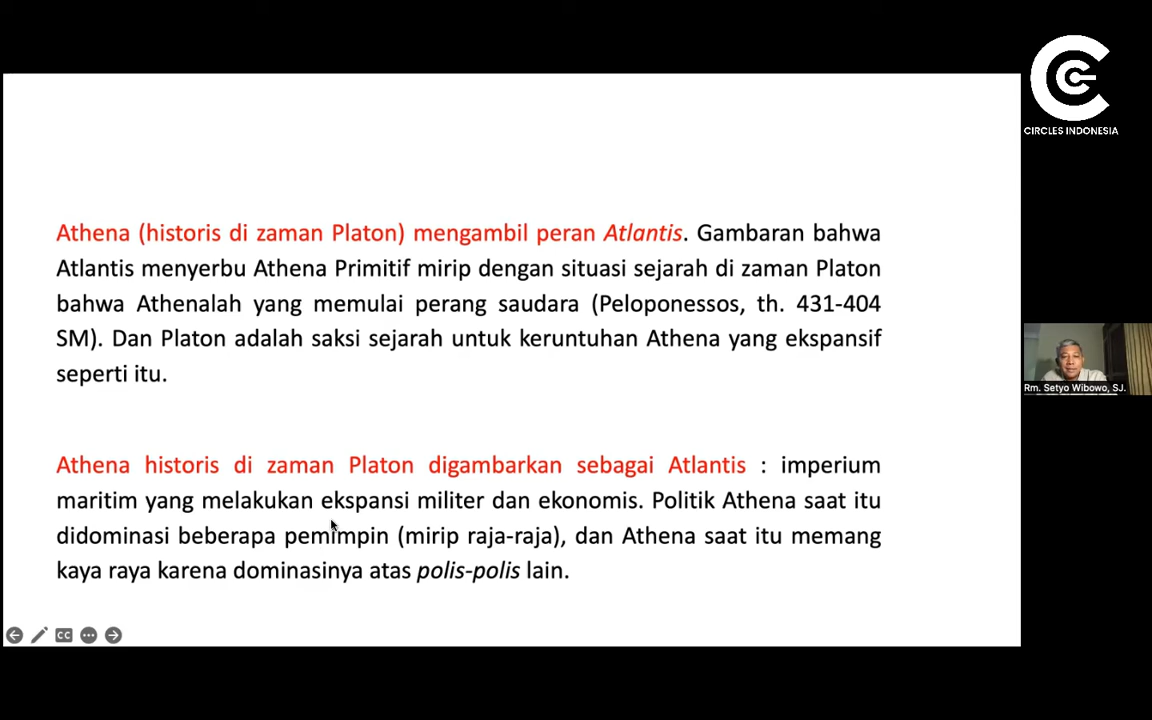 CIRCLES INDONESIA
Athena (historis di zaman Platon) mengambil peran Atlantis. Gambaran bahwa
Atlantis menyerbu Athena Primitif mirip dengan situasi sejarah di zaman Platon
bahwa Athenalah yang memulai perang saudara (Peloponessos, th. 431-404
SM). Dan Platon adalah saksi sejarah untuk keruntuhan Athena yang ekspansif
seperti itu.
Rm. Setyo Wibowo, SJ.
Athena historis di zaman Platon digambarkan sebagai Atlantis : imperium
maritim yang melakukan ekspansi militer dan ekonomis. Politik Athena saat itu
didominasi beberapa pemimpin (mirip raja-raja), dan Athena saat itu memang
kaya raya karena dominasinya atas polis-polis lain.
CC